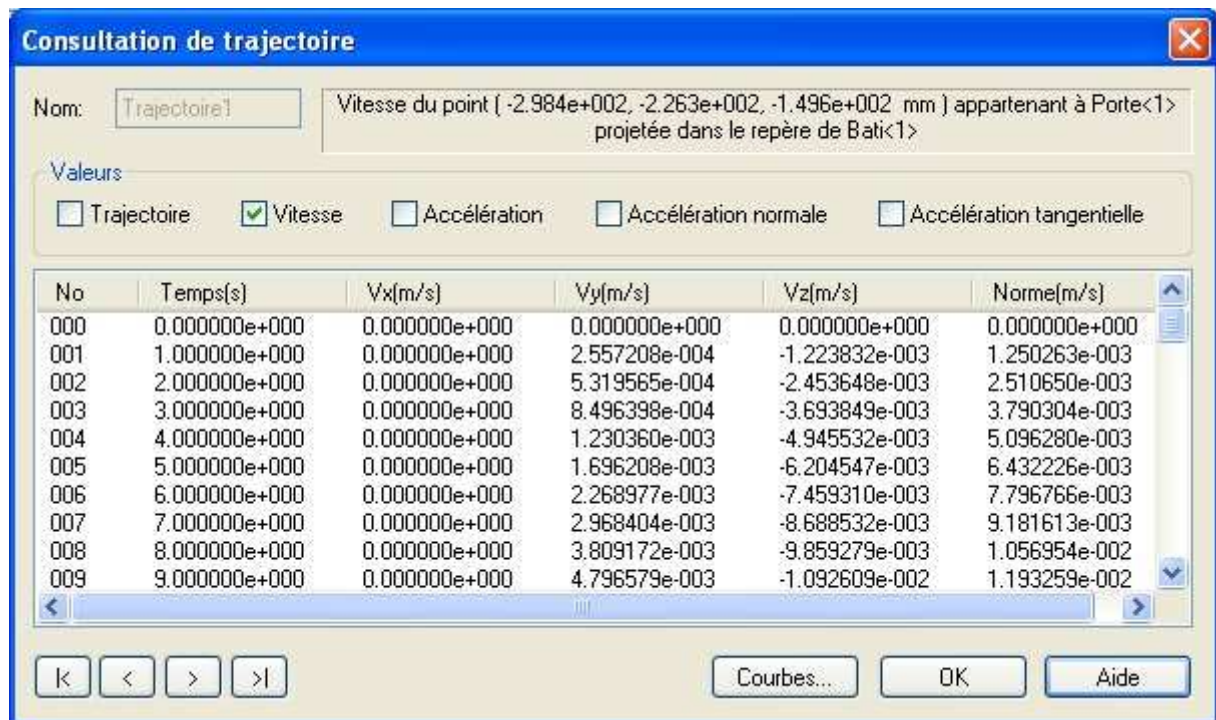 Consultation de trajectoire
Nom: Trajectoire1 Vitesse du point ( -2.984e+002, -2.263e+002, -1.496e+002 mm ) appartenant à Porte<1>
projetée dans le repère de Bati<1>
Valeurs
Trajectoire Vitesse Accélération Accélération normale Accélération tangentielle
No Temps(s) Vx(m/s) Vy(m/s) Vz(m/s) Norme(m/s)
000 0.000000e+000 0.000000e+000 0.000000e+000 0.000000e+000 0.000000e+000
001 1.000000e+000 0.000000e+000 2.557208e-004 -1.223832e-003 1.250263e-003
002 2.000000e+000 0.000000e+000 5.319565e-004 -2.453648e-003 2.510650e-003
003 3.000000e+000 0.000000e+000 8.496398e-004 -3.693849e-003 3.790304e-003
004 4.000000e+000 0.000000e+000 1.230360e-003 -4.945532e-003 5.096280e-003
005 5.000000e+000 0.000000e+000 1.696208e-003 -6.204547e-003 6.432226e-003
006 6.000000e+000 0.000000e+000 2.268977e-003 -7.459310e-003 7.796766e-003
007 7.000000e+000 0.000000e+000 2.968404e-003 -8.688532e-003 9.181613e-003
008 8.000000e+000 0.000000e+000 3.809172e-003 -9.859279e-003 1.056954e-002
009 9.000000e+000 0.000000e+000 4.796579e-003 -1.092609e-002 1.193259e-002
|< < > >| Courbes... OK Aide